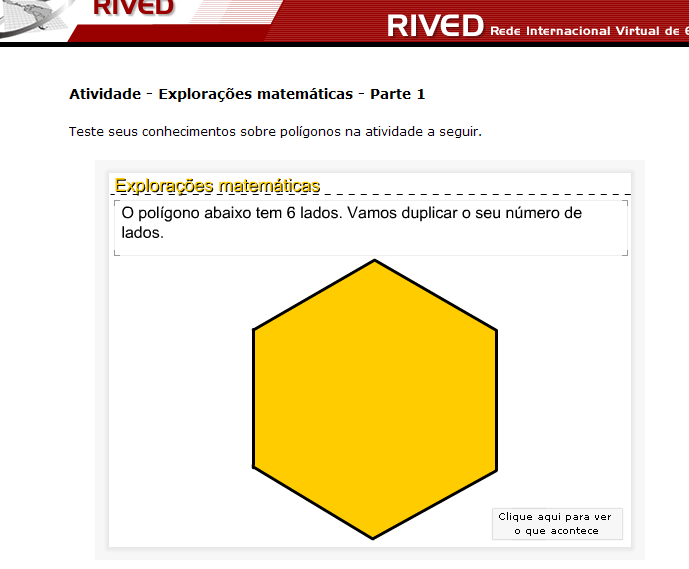 RIVED
RIVED Rede Internacional Virtual de
Atividade - Explorações matemáticas - Parte 1
Teste seus conhecimentos sobre polígonos na atividade a seguir.
Explorações matemáticas
O polígono abaixo tem 6 lados. Vamos duplicar o seu número de
lados.
Clique aqui para ver
o que acontece